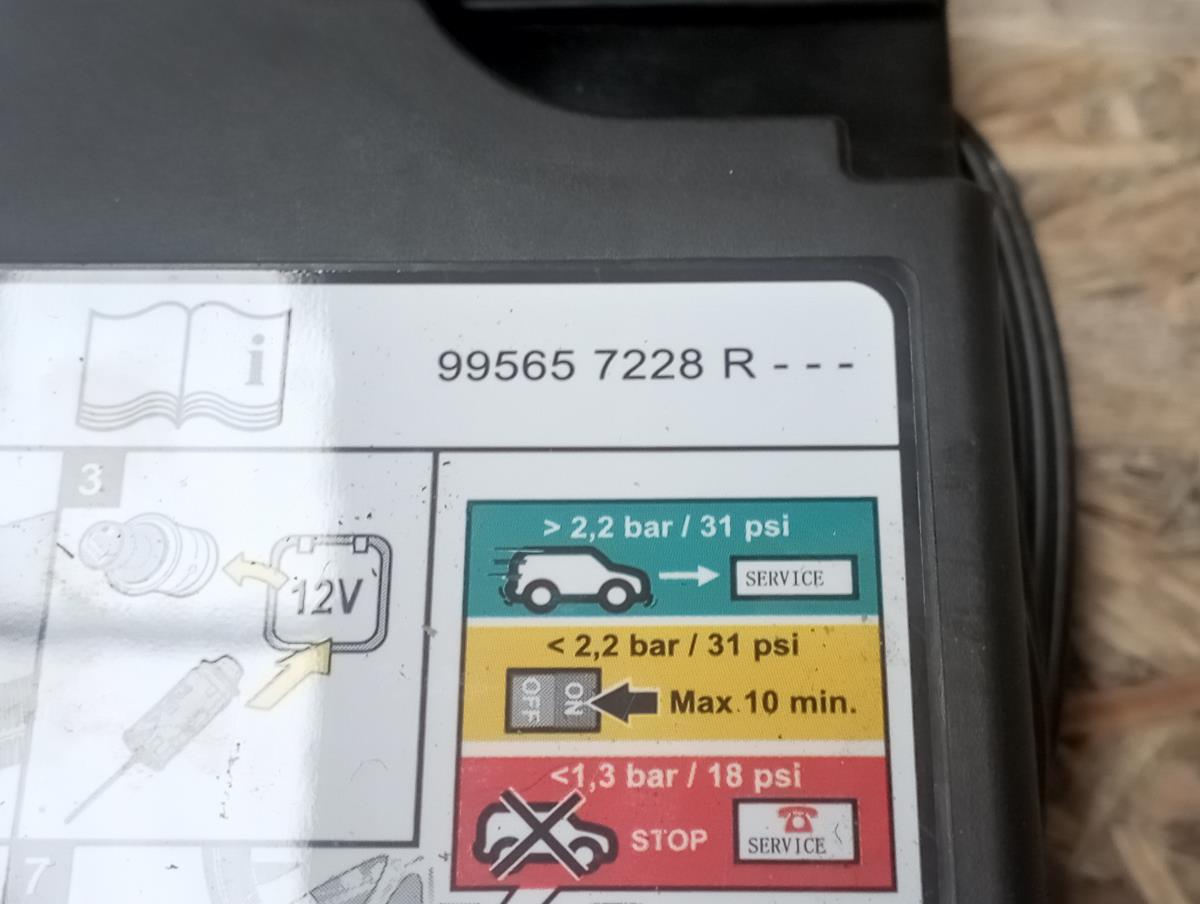 i
99565 7228 R - - -
3
12V
> 2,2 bar / 31 psi
SERVICE
< 2,2 bar / 31 psi
OFF ON
Max 10 min.
<1,3 bar / 18 psi
STOP
SERVICE
7